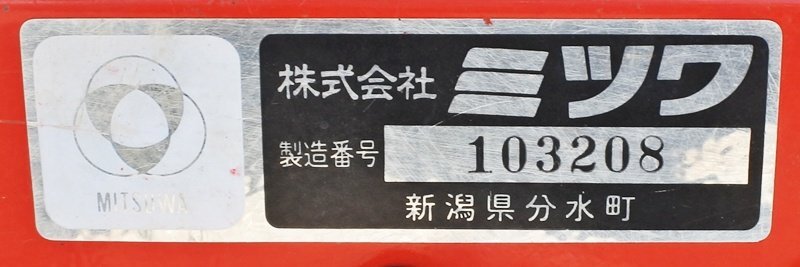 MITSUWA
株式会社 ミツワ
製造番号 103208
新潟県分水町